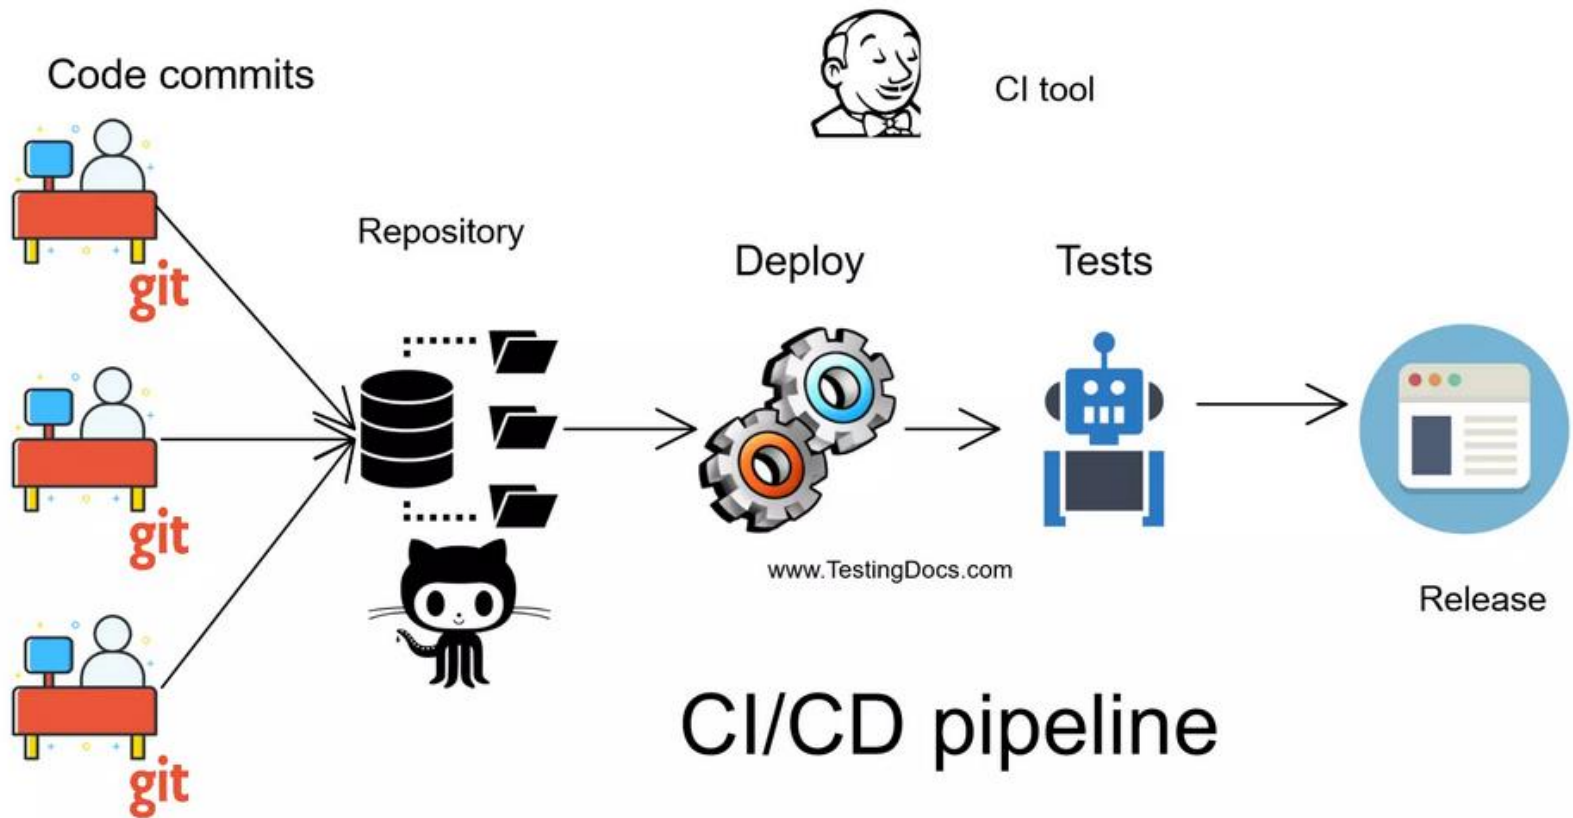 Code commits
CI tool
git
Repository
Deploy
Tests
git
www.TestingDocs.com
Release
CI/CD pipeline
git